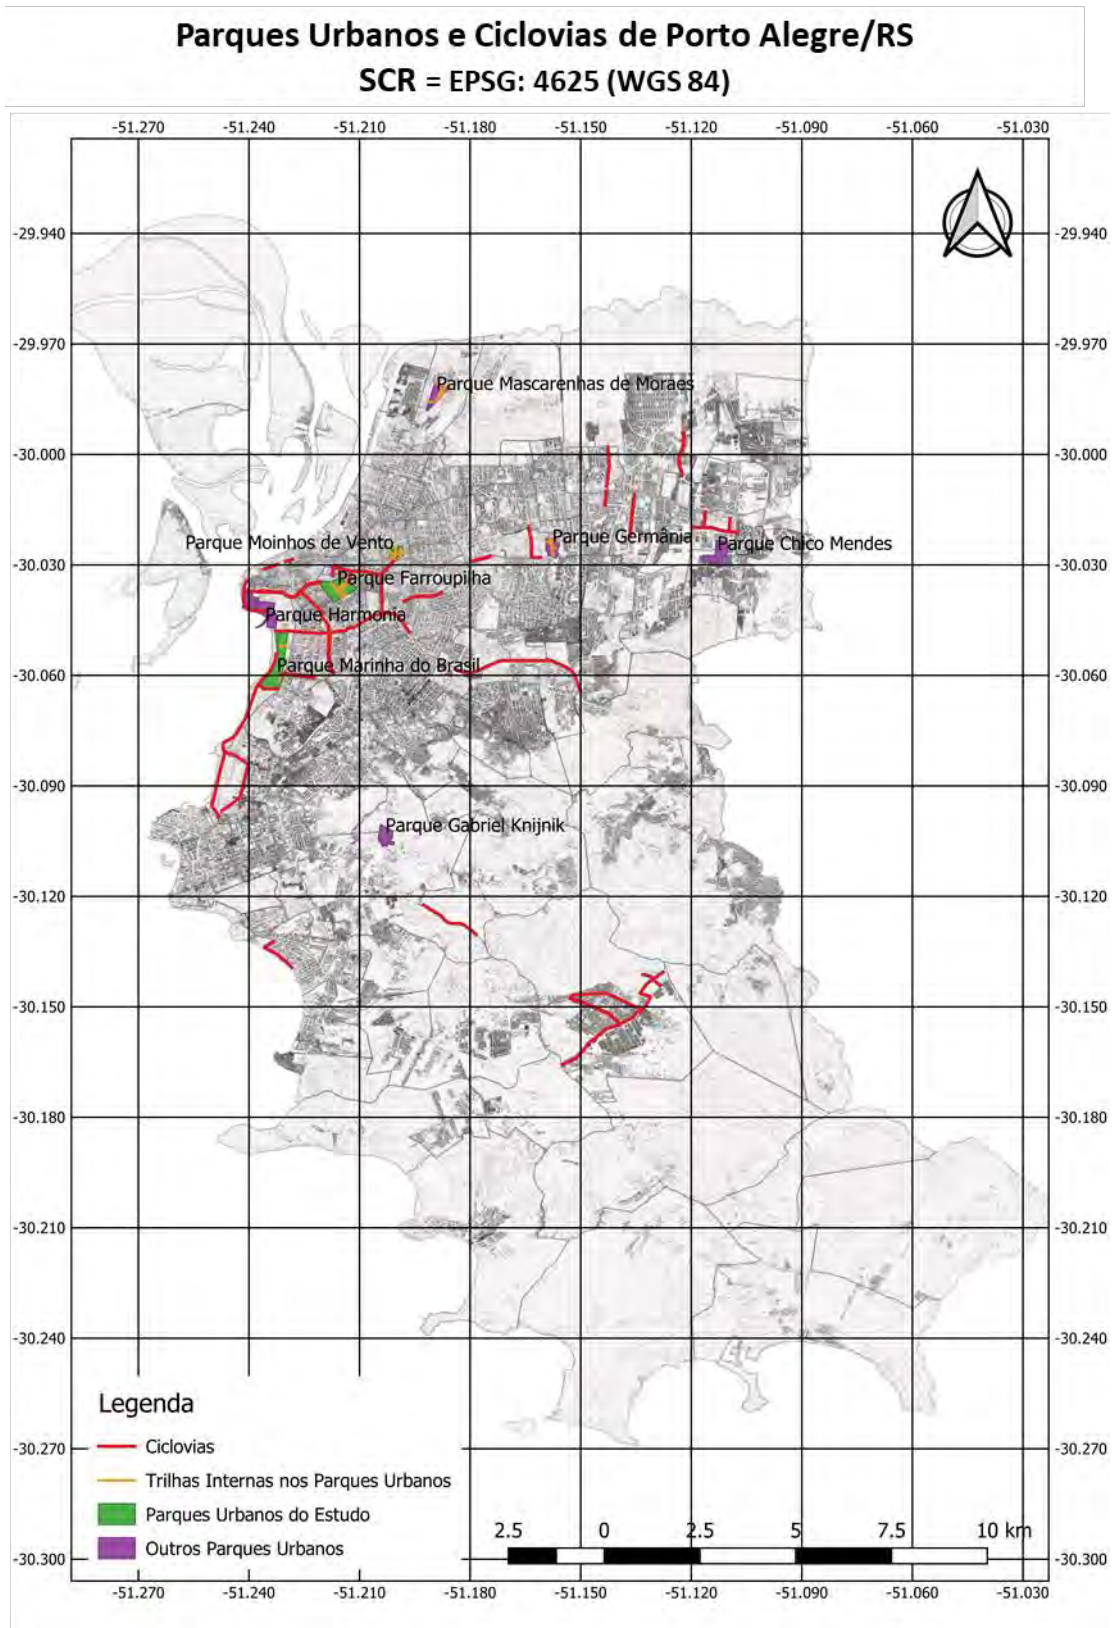 Parques Urbanos e Ciclovias de Porto Alegre/RS
SCR = EPSG: 4625 (WGS 84)
-51.270 -51.240 -51.210 -51.180 -51.150 -51.120 -51.090 -51.060 -51.030
-29.940 -29.940
-29.970 -29.970
Parque Mascarenhas de Moraes
-30.000 -30.000
Parque Moinhos de Vento
Parque Germânia
Parque Chico Mendes
-30.030 -30.030
Parque Farroupilha
Parque Harmonia
Parque Marinha do Brasil
-30.060 -30.060
-30.090 -30.090
Parque Gabriel Knijnik
-30.120 -30.120
-30.150 -30.150
-30.180 -30.180
-30.210 -30.210
-30.240 -30.240
Legenda
-30.270 -30.270
Ciclovias
Trilhas Internas nos Parques Urbanos
Parques Urbanos do Estudo
Outros Parques Urbanos
2.5 0 2.5 5 7.5 10 km
-30.300 -30.300
-51.270 -51.240 -51.210 -51.180 -51.150 -51.120 -51.090 -51.060 -51.030